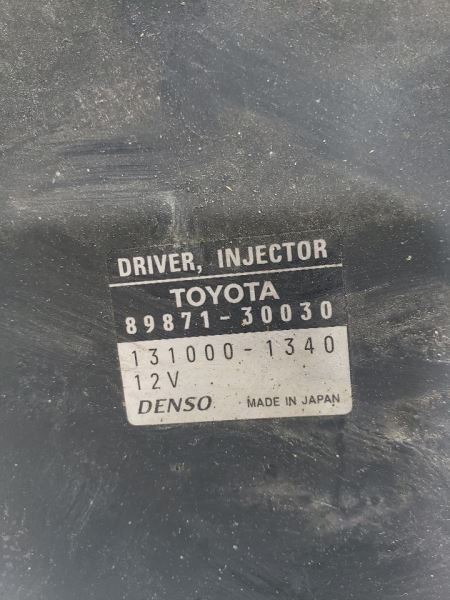 DRIVER, INJECTOR
TOYOTA
89871-30030
131000-1340
12V
DENSO MADE IN JAPAN